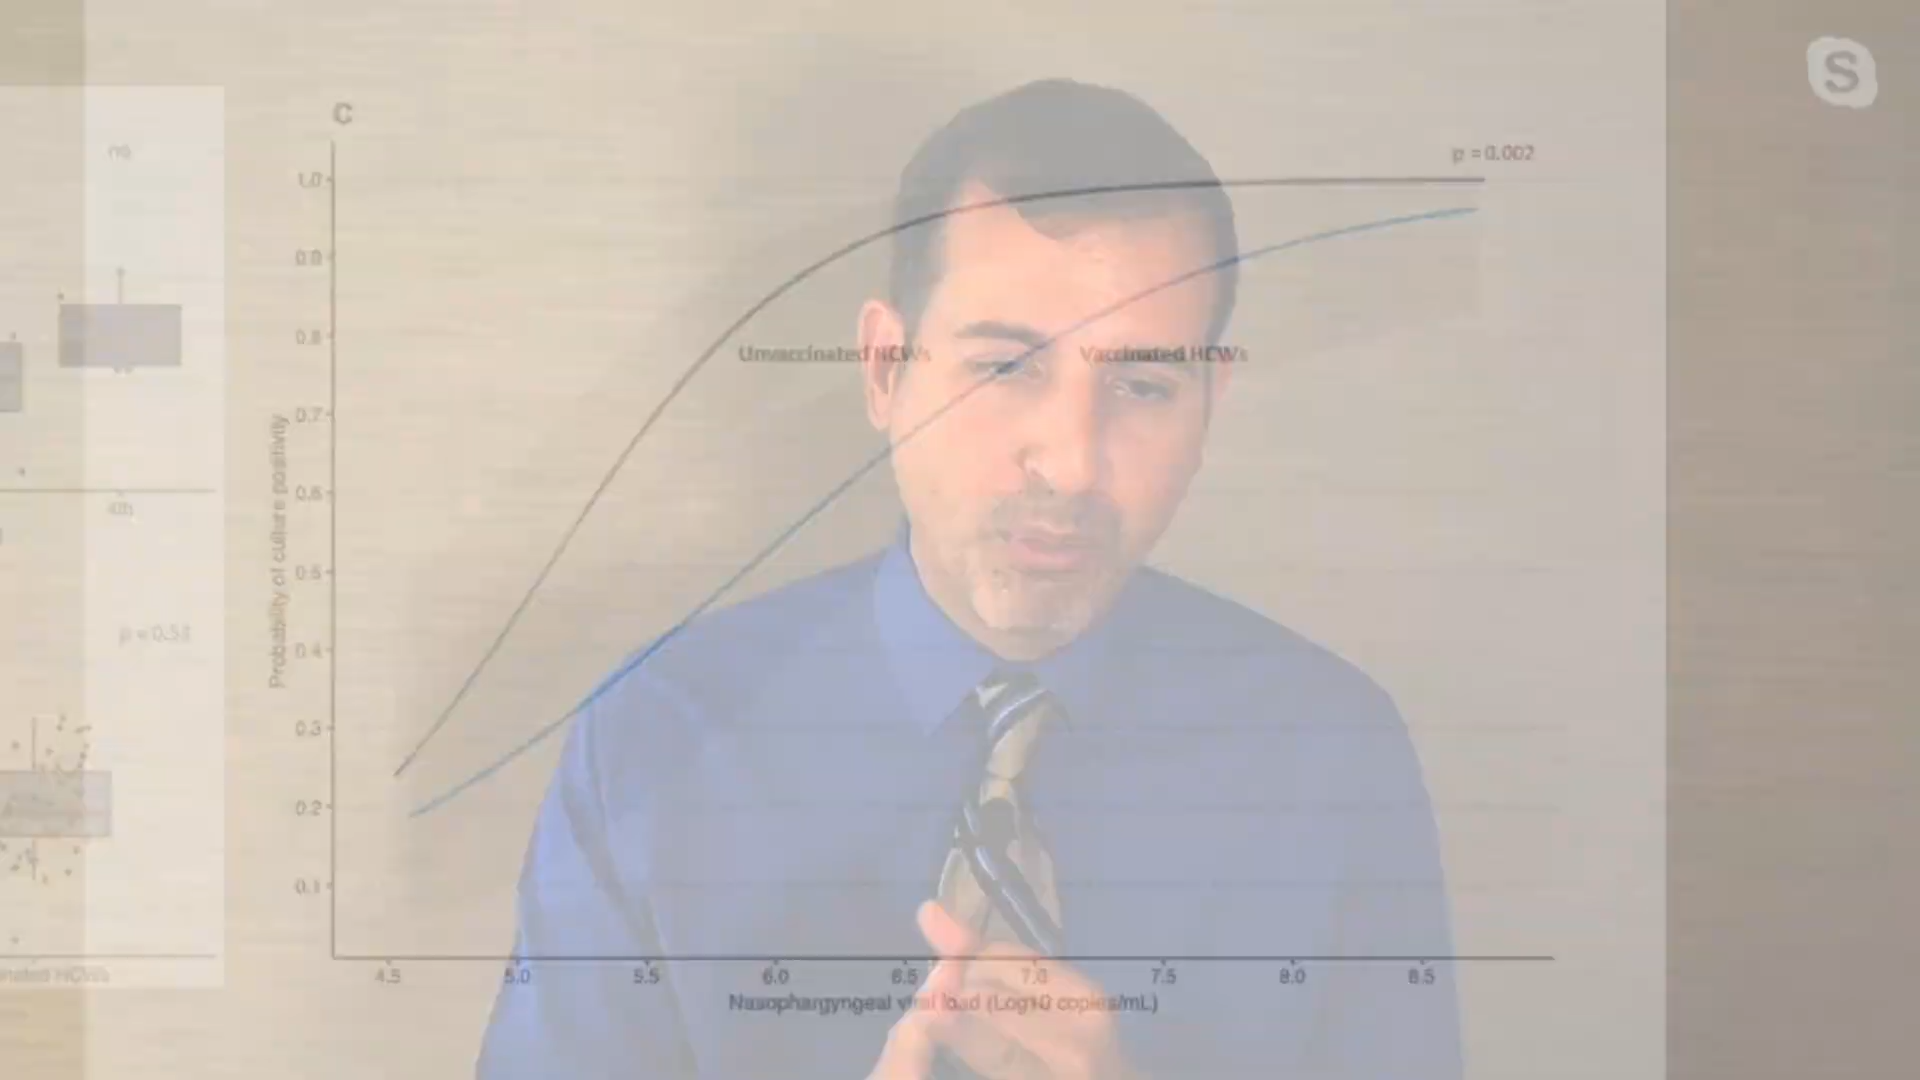 S
C
no
p = 0.002
1.0
0.9
0.8
Unvaccinated HCWs
Vaccinated HCWs
0.7
0.6
0.5
0.4
0.3
0.2
0.1
p = 0.53
Probability of culture positivity
HCWs
4.5 5.0 5.5 6.0 6.5 7.0 7.5 8.0 8.5
Nasophargyngeal viral load (Log10 copies/mL)